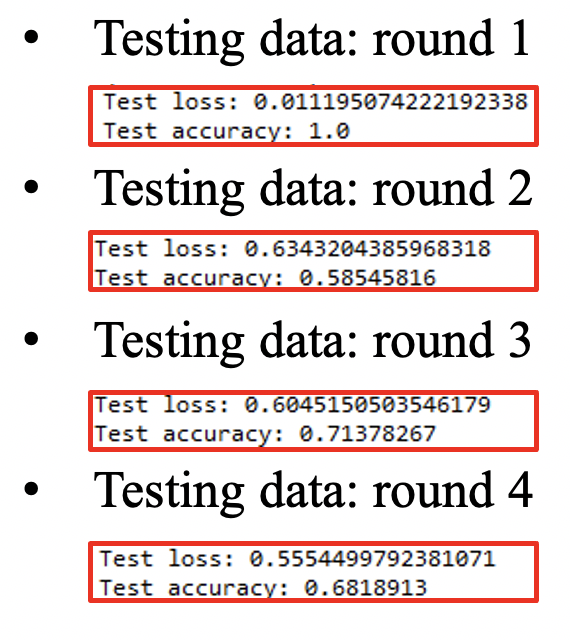 • Testing data: round 1
Test loss: 0.011195074222192338
Test accuracy: 1.0
• Testing data: round 2
Test loss: 0.6343204385968318
Test accuracy: 0.58545816
• Testing data: round 3
Test loss: 0.6045150503546179
Test accuracy: 0.71378267
• Testing data: round 4
Test loss: 0.5554499792381071
Test accuracy: 0.6818913